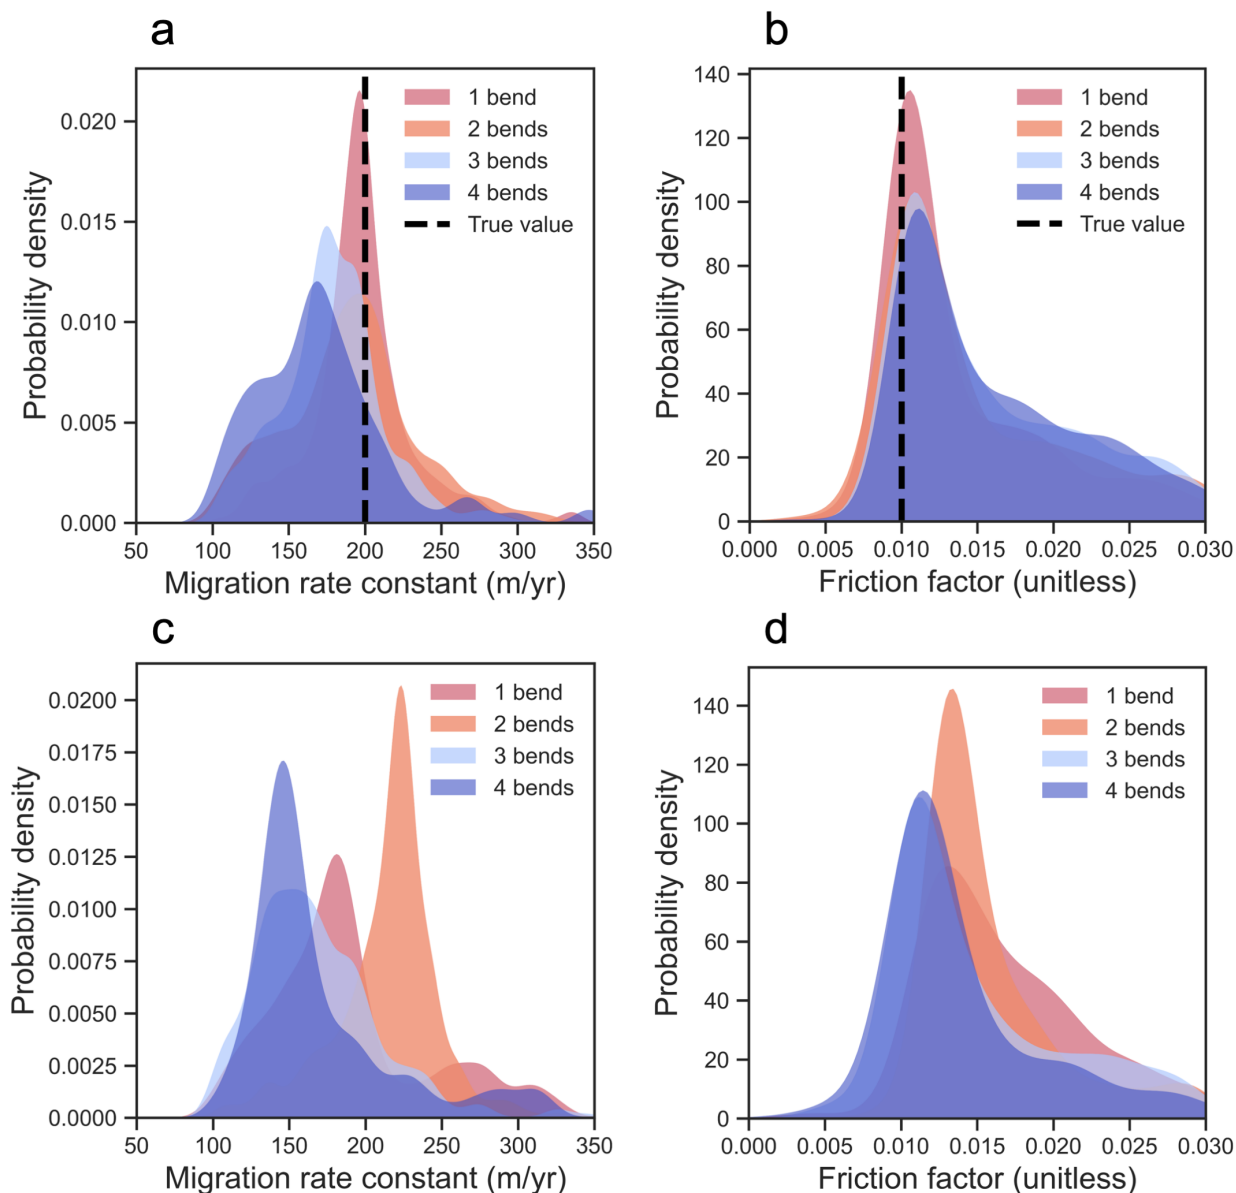 a
0.020
0.015
0.010
0.005
0.000
Probability density
1 bend
2 bends
3 bends
4 bends
True value
50 100 150 200 250 300 350
Migration rate constant (m/yr)
b
140
120
100
80
60
40
20
0
Probability density
1 bend
2 bends
3 bends
4 bends
True value
0.000 0.005 0.010 0.015 0.020 0.025 0.030
Friction factor (unitless)
c
0.0200
0.0175
0.0150
0.0125
0.0100
0.0075
0.0050
0.0025
0.0000
Probability density
1 bend
2 bends
3 bends
4 bends
50 100 150 200 250 300 350
Migration rate constant (m/yr)
d
140
120
100
80
60
40
20
0
Probability density
1 bend
2 bends
3 bends
4 bends
0.000 0.005 0.010 0.015 0.020 0.025 0.030
Friction factor (unitless)